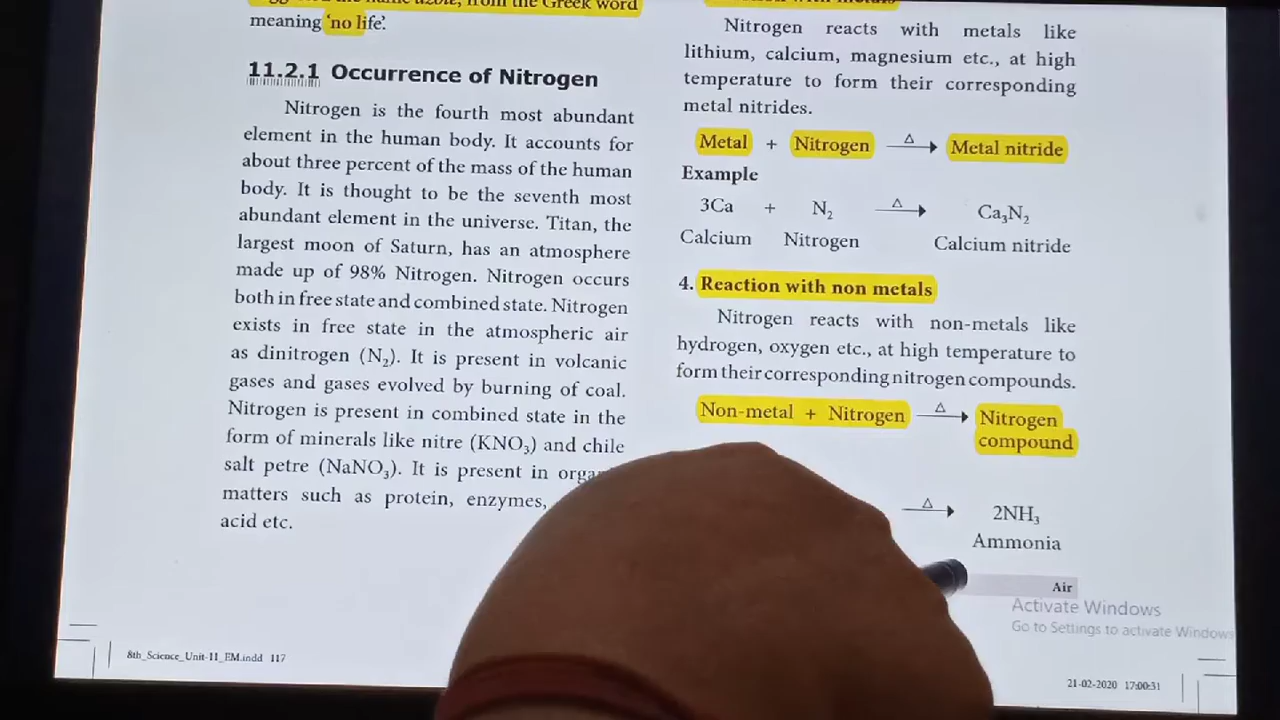 from the Greek word
meaning 'no life'.
11.2.1 Occurrence of Nitrogen
Nitrogen is the fourth most abundant
element in the human body. It accounts for
about three percent of the mass of the human
body. It is thought to be the seventh most
abundant element in the universe. Titan, the
largest moon of Saturn, has an atmosphere
made up of 98% Nitrogen. Nitrogen occurs
both in free state and combined state. Nitrogen
exists in free state in the atmospheric air
as dinitrogen (N₂). It is present in volcanic
gases and gases evolved by burning of coal.
Nitrogen is present in combined state in the
form of minerals like nitre (KNO₃) and chile
salt petre (NaNO₃). It is present in
matters such as protein, enzymes,
acid etc.
Nitrogen reacts with metals like
lithium, calcium, magnesium etc., at high
temperature to form their corresponding
metal nitrides.
Metal + Nitrogen —Δ→ Metal nitride
Example
3Ca + N₂ —Δ→ Ca₃N₂
Calcium Nitrogen Calcium nitride
4. Reaction with non metals
Nitrogen reacts with non-metals like
hydrogen, oxygen etc., at high temperature to
form their corresponding nitrogen compounds.
Non-metal + Nitrogen —Δ→ Nitrogen
compound
—Δ→ 2NH₃
Ammonia
Air
Activate Windows
Go to Settings to activate Windows
8th_Science_Unit-11_EM.indd 117
21-02-2020 17:00:31